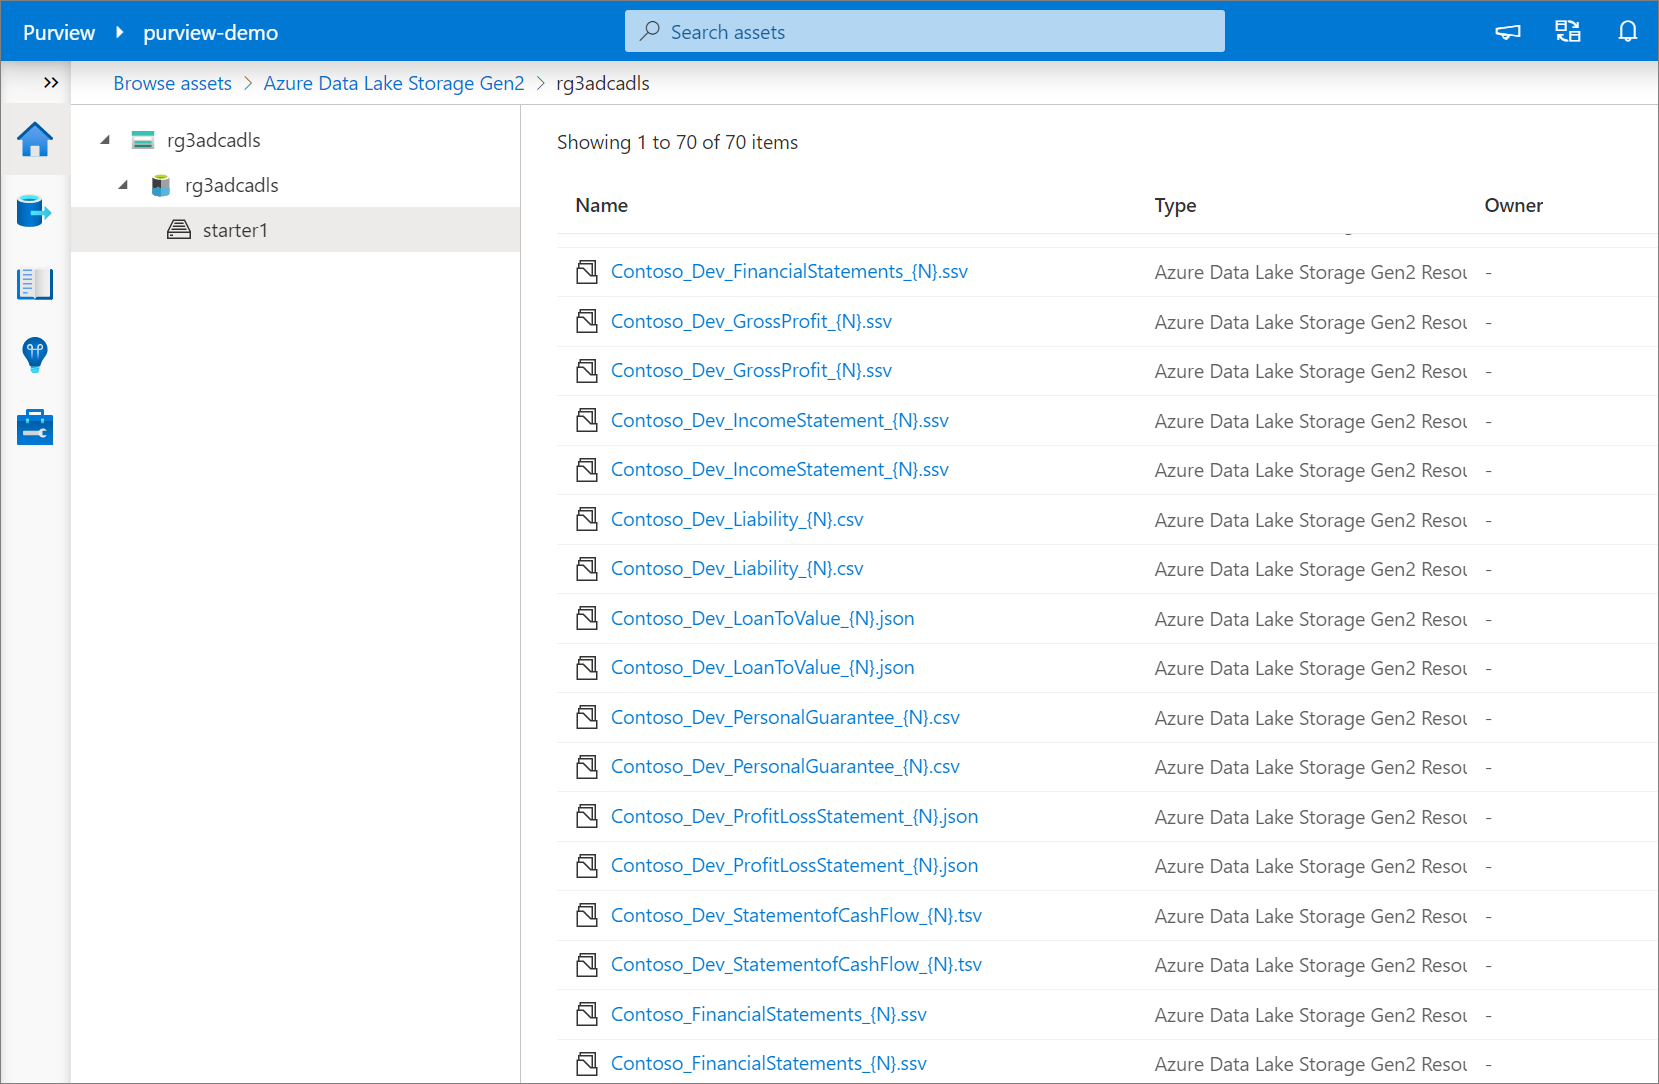 Purview purview-demo Search assets
Browse assets > Azure Data Lake Storage Gen2 > rg3adcadls
rg3adcadls
rg3adcadls
starter1
Showing 1 to 70 of 70 items
Name Type Owner
Contoso_Dev_FinancialStatements_{N}.ssv Azure Data Lake Storage Gen2 Resou -
Contoso_Dev_GrossProfit_{N}.ssv Azure Data Lake Storage Gen2 Resou -
Contoso_Dev_GrossProfit_{N}.ssv Azure Data Lake Storage Gen2 Resou -
Contoso_Dev_IncomeStatement_{N}.ssv Azure Data Lake Storage Gen2 Resou -
Contoso_Dev_IncomeStatement_{N}.ssv Azure Data Lake Storage Gen2 Resou -
Contoso_Dev_Liability_{N}.csv Azure Data Lake Storage Gen2 Resou -
Contoso_Dev_Liability_{N}.csv Azure Data Lake Storage Gen2 Resou -
Contoso_Dev_LoanToValue_{N}.json Azure Data Lake Storage Gen2 Resou -
Contoso_Dev_LoanToValue_{N}.json Azure Data Lake Storage Gen2 Resou -
Contoso_Dev_PersonalGuarantee_{N}.csv Azure Data Lake Storage Gen2 Resou -
Contoso_Dev_PersonalGuarantee_{N}.csv Azure Data Lake Storage Gen2 Resou -
Contoso_Dev_ProfitLossStatement_{N}.json Azure Data Lake Storage Gen2 Resou -
Contoso_Dev_ProfitLossStatement_{N}.json Azure Data Lake Storage Gen2 Resou -
Contoso_Dev_StatementofCashFlow_{N}.tsv Azure Data Lake Storage Gen2 Resou -
Contoso_Dev_StatementofCashFlow_{N}.tsv Azure Data Lake Storage Gen2 Resou -
Contoso_FinancialStatements_{N}.ssv Azure Data Lake Storage Gen2 Resou -
Contoso_FinancialStatements_{N}.ssv Azure Data Lake Storage Gen2 Resou -